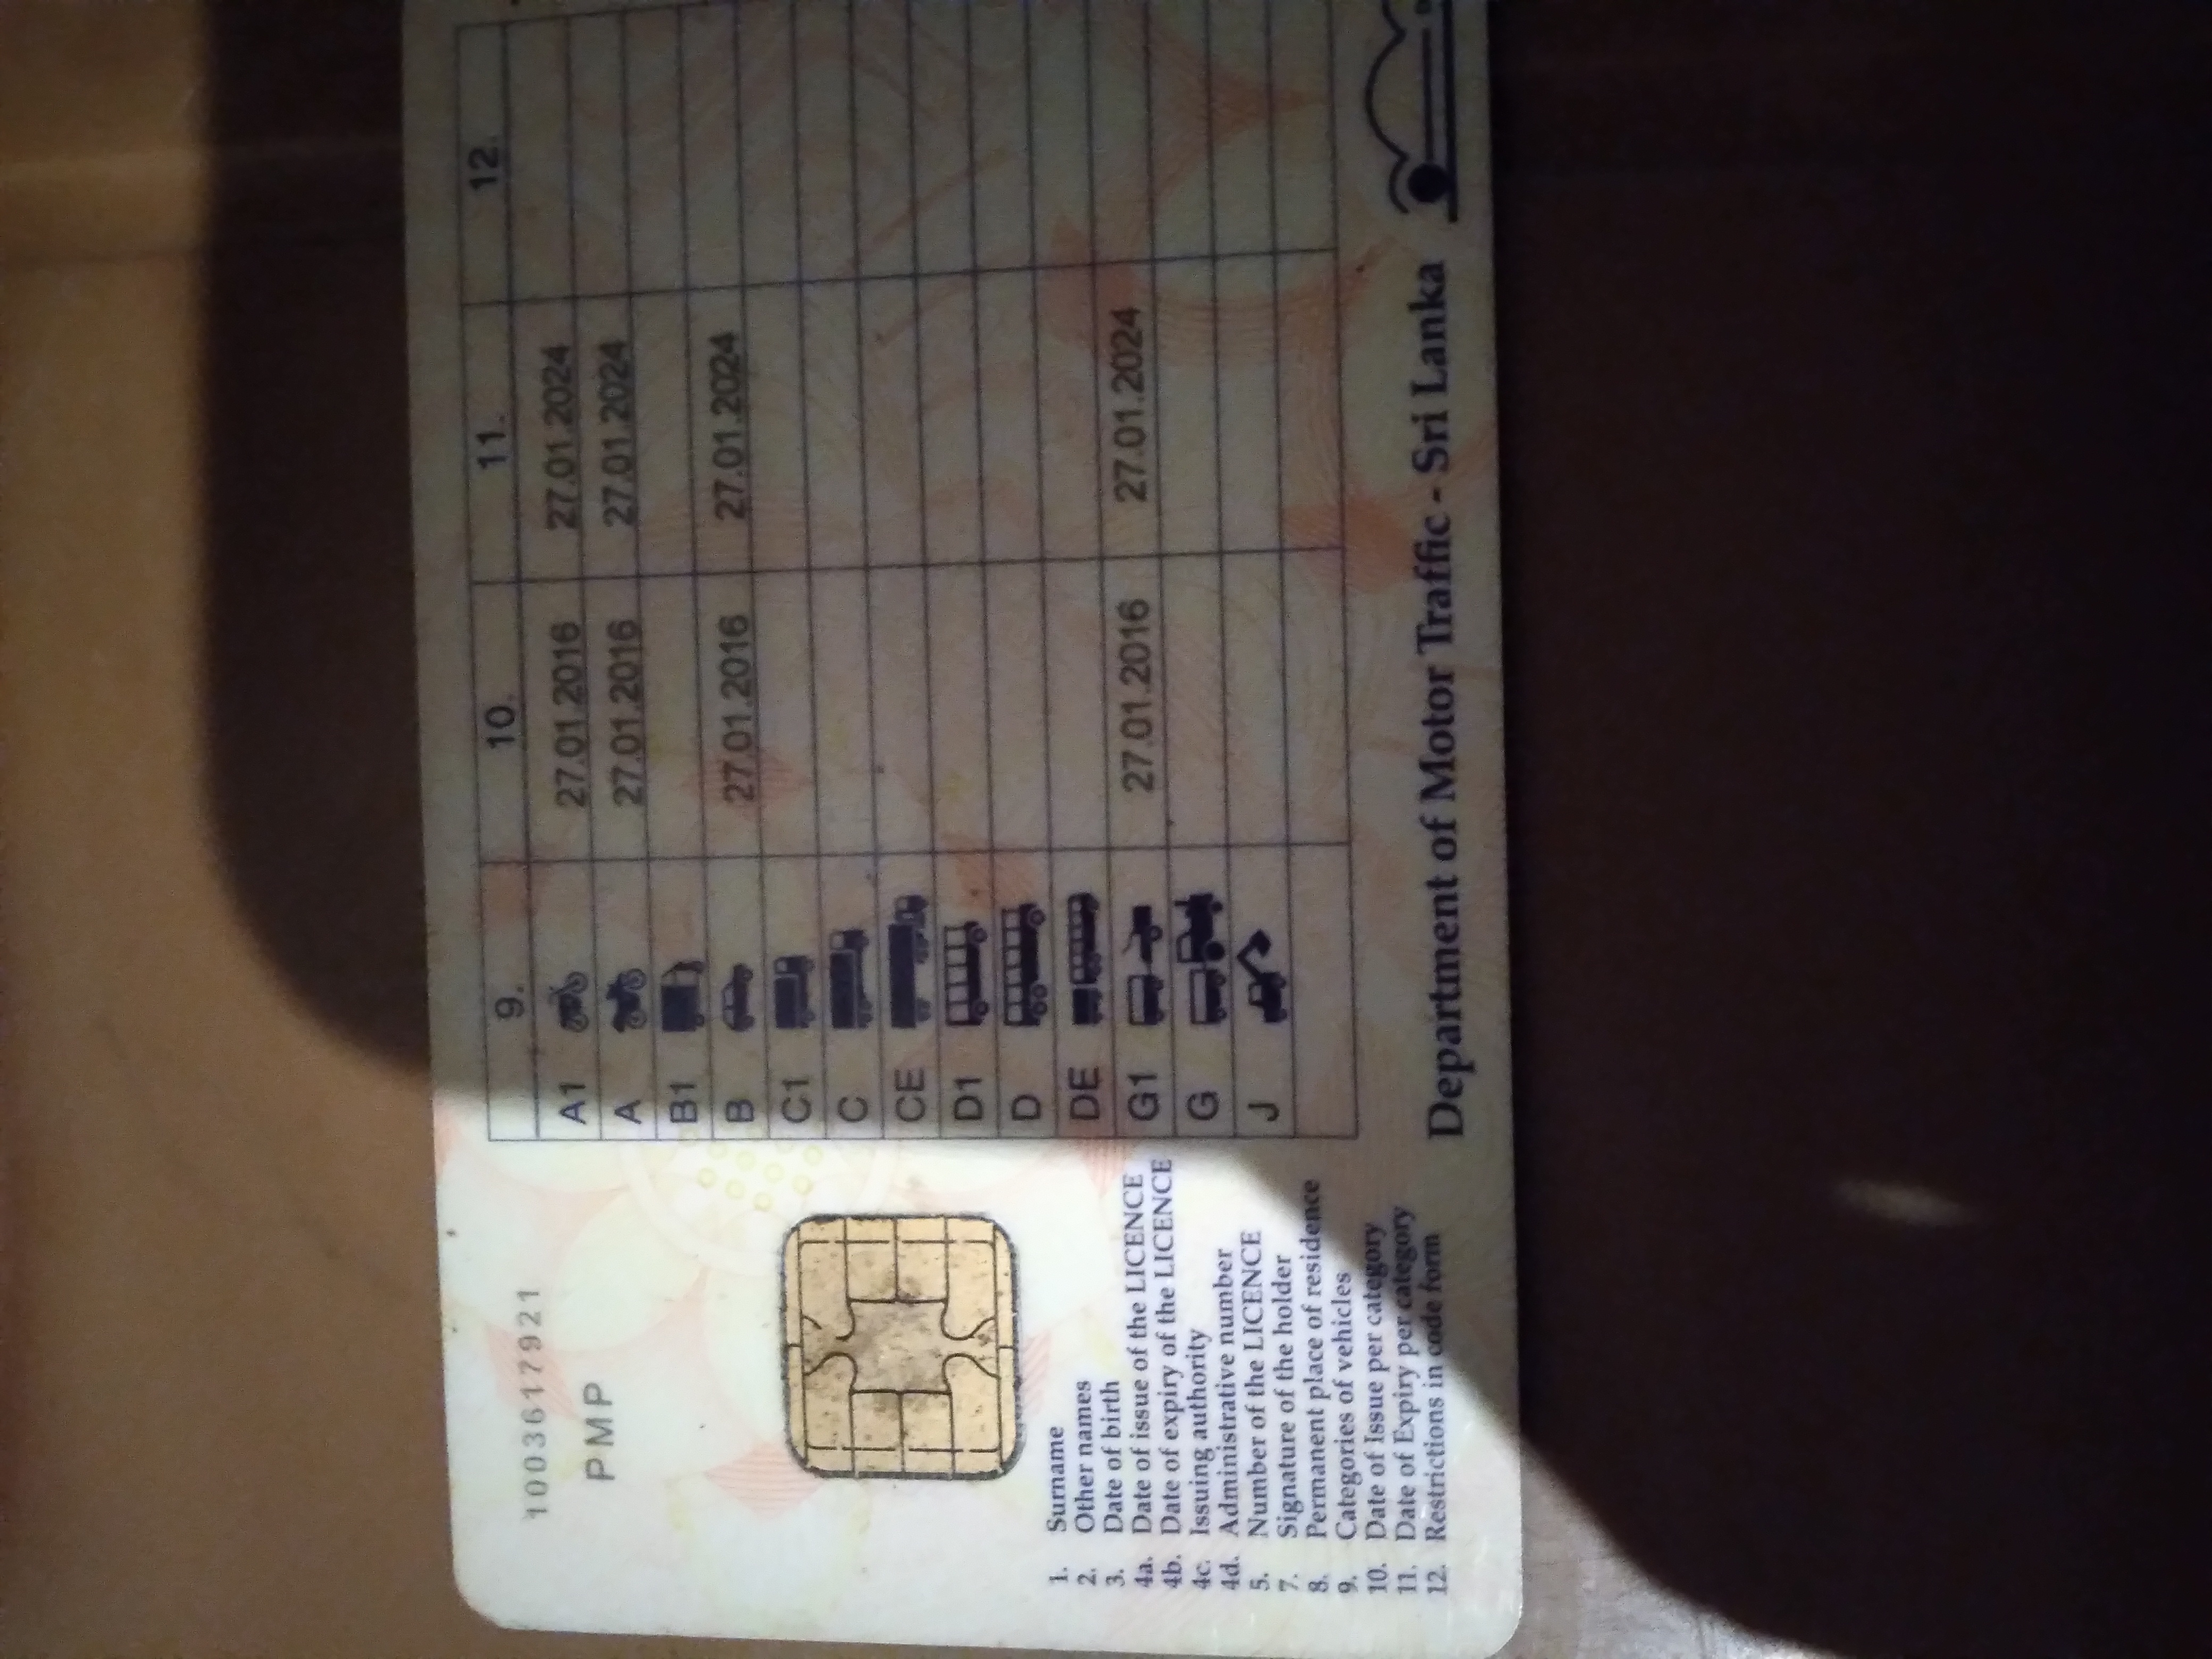 1003617921
PMP
9. 10. 11. 12.
A1 27.01.2016 27.01.2024
A 27.01.2016 27.01.2024
B1
B 27.01.2016 27.01.2024
C1
C
CE
D1
D
DE
G1 27.01.2016 27.01.2024
G
J
1. Surname
2. Other names
3. Date of birth
4a. Date of issue of the LICENCE
4b. Date of expiry of the LICENCE
4c. Issuing authority
4d. Administrative number
5. Number of the LICENCE
7. Signature of the holder
8. Permanent place of residence
9. Categories of vehicles
10. Date of Issue per category
11. Date of Expiry per category
12. Restrictions in code form
Department of Motor Traffic - Sri Lanka